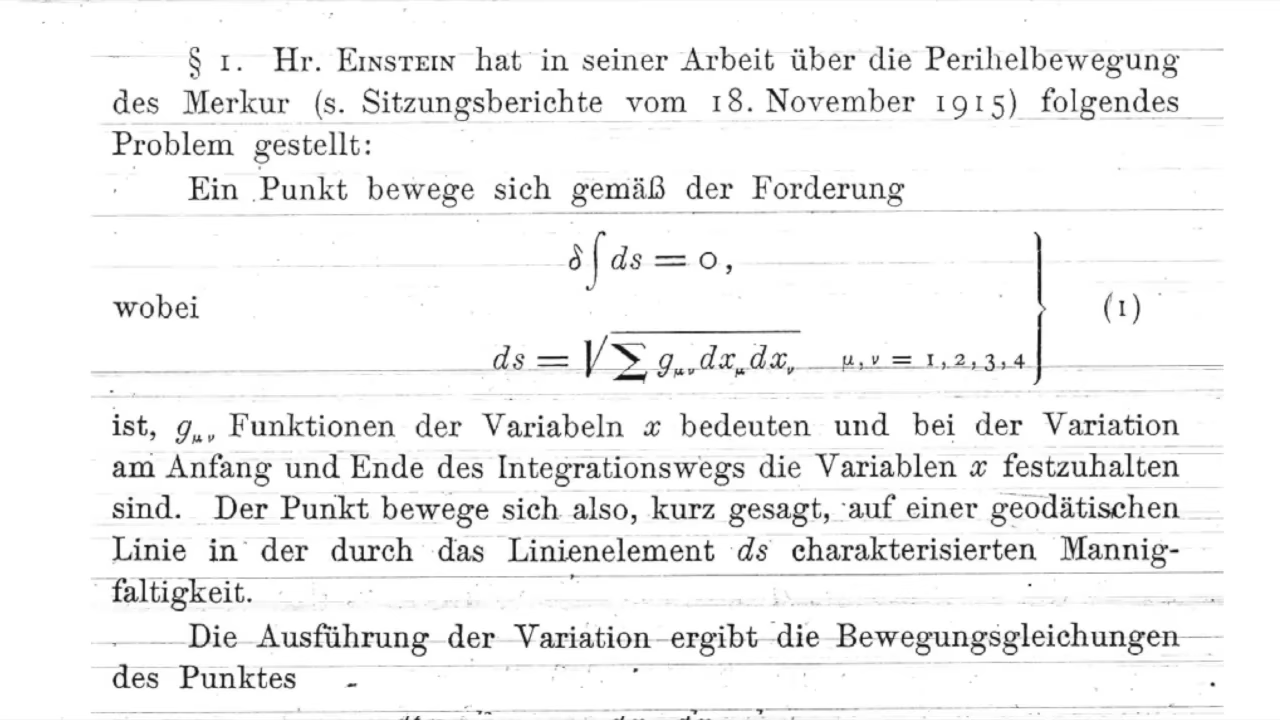 § 1. Hr. EINSTEIN hat in seiner Arbeit über die Perihelbewegung
des Merkur (s. Sitzungsberichte vom 18. November 1915) folgendes
Problem gestellt:
Ein Punkt bewege sich gemäß der Forderung
δ∫ds = 0,
wobei
(1)
ds = √(∑ g_μν dx_μ dx_ν) μ, ν = 1, 2, 3, 4
ist, g_μν Funktionen der Variabeln x bedeuten und bei der Variation
am Anfang und Ende des Integrationswegs die Variablen x festzuhalten
sind. Der Punkt bewege sich also, kurz gesagt, auf einer geodätischen
Linie in der durch das Linienelement ds charakterisierten Mannig-
faltigkeit.
Die Ausführung der Variation ergibt die Bewegungsgleichungen
des Punktes